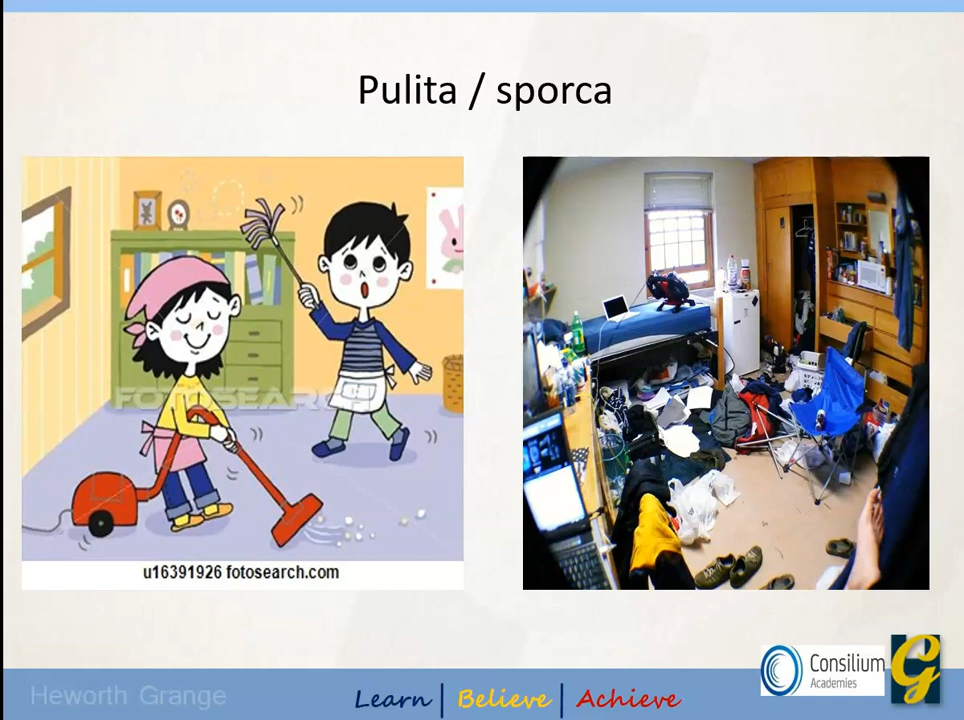 Pulita / sporca
FOTOSEARCH
u16391926 fotosearch.com
Consilium
Academies
G
Heworth Grange
Learn | Believe | Achieve